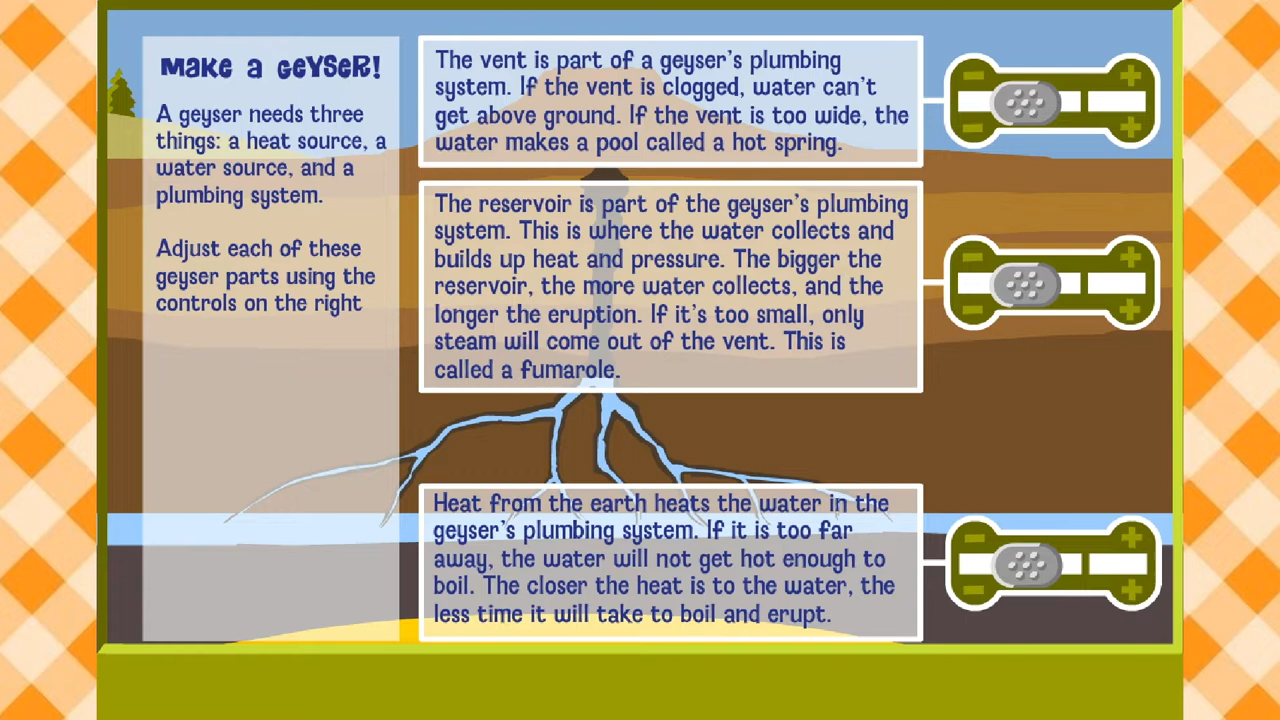 Make a Geyser!
A geyser needs three
things: a heat source, a
water source, and a
plumbing system.
Adjust each of these
geyser parts using the
controls on the right
The vent is part of a geyser's plumbing
system. If the vent is clogged, water can't
get above ground. If the vent is too wide, the
water makes a pool called a hot spring.
The reservoir is part of the geyser's plumbing
system. This is where the water collects and
builds up heat and pressure. The bigger the
reservoir, the more water collects, and the
longer the eruption. If it's too small, only
steam will come out of the vent. This is
called a fumarole.
Heat from the earth heats the water in the
geyser's plumbing system. If it is too far
away, the water will not get hot enough to
boil. The closer the heat is to the water, the
less time it will take to boil and erupt.